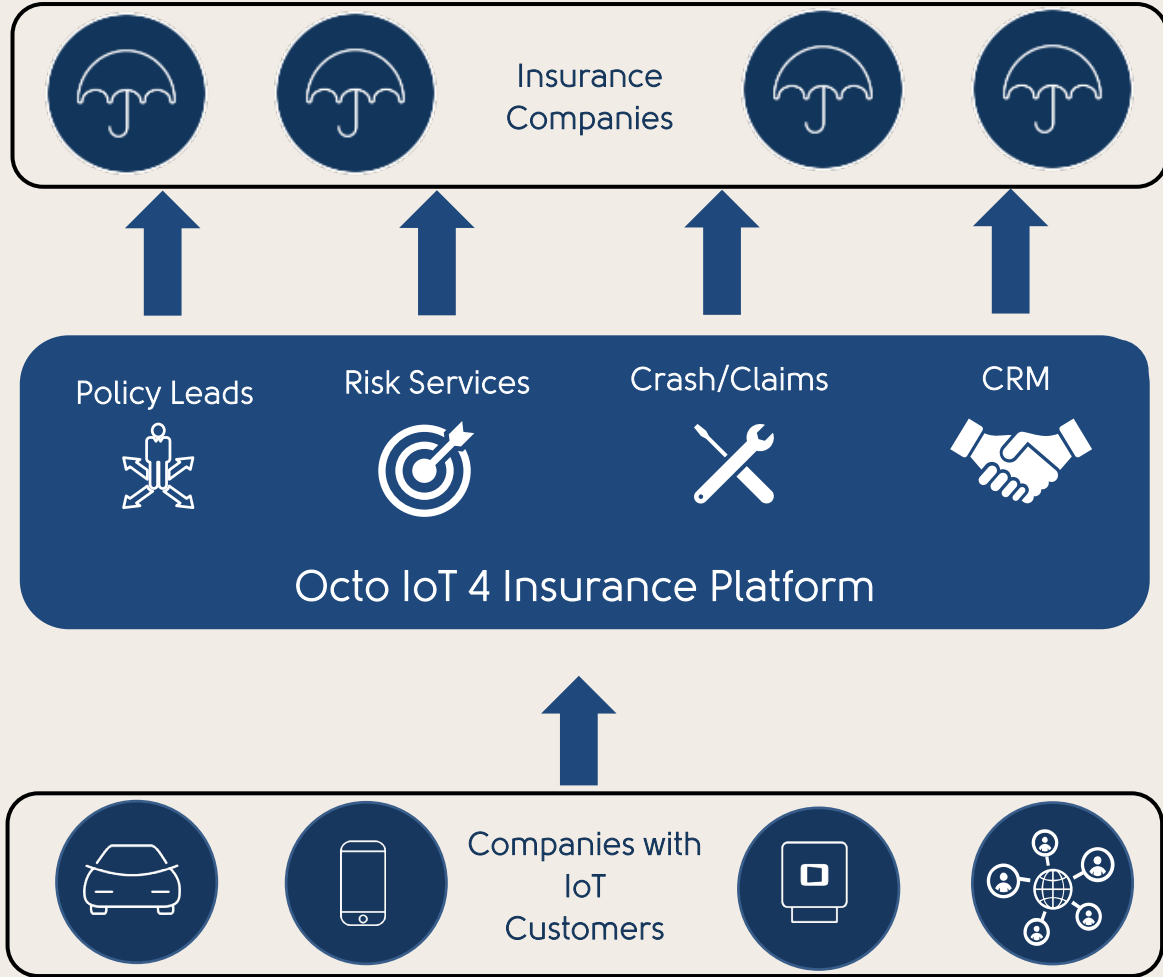 Insurance
Companies
Policy Leads
Risk Services
Crash/Claims
CRM
Octo IoT 4 Insurance Platform
Companies with
IoT
Customers